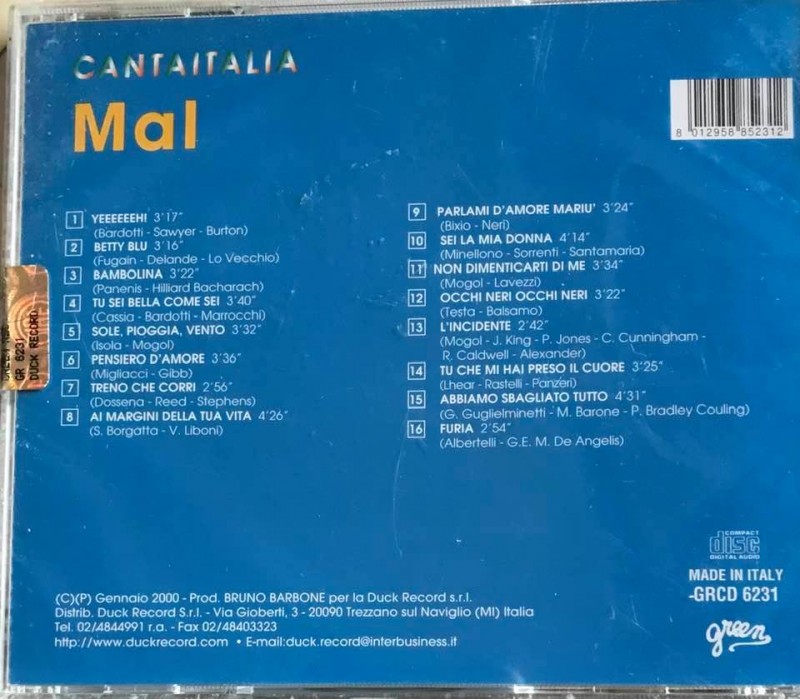 CANTAITALIA
Mal
8 012958 852312
1 YEEEEEEH! 3'17"
(Bardotti - Sawyer - Burton)
2 BETTY BLU 3'16"
(Fugain - Delande - Lo Vecchio)
3 BAMBOLINA 3'22"
(Panenis - Hilliard Bacharach)
4 TU SEI BELLA COME SEI 3'40"
(Cassia - Bardotti - Marrocchi)
5 SOLE, PIOGGIA, VENTO 3'32"
(Isola - Mogol)
6 PENSIERO D'AMORE 3'36"
(Migliacci - Gibb)
7 TRENO CHE CORRI 2'56"
(Dossena - Reed - Stephens)
8 AI MARGINI DELLA TUA VITA 4'26"
(S. Borgatta - V. Liboni)
9 PARLAMI D'AMORE MARIU' 3'24"
(Bixio - Neri)
10 SEI LA MIA DONNA 4'14"
(Minellono - Sorrenti - Santamaria)
11 NON DIMENTICARTI DI ME 3'34"
(Mogol - Lavezzi)
12 OCCHI NERI OCCHI NERI 3'22"
(Testa - Balsamo)
13 L'INCIDENTE 2'42"
(Mogol - J. King - P. Jones - C. Cunningham -
R. Caldwell - Alexander)
14 TU CHE MI HAI PRESO IL CUORE 3'25"
(Lhear - Rastelli - Panzeri)
15 ABBIAMO SBAGLIATO TUTTO 4'31"
(G. Guglielminetti - M. Barone - P. Bradley Couling)
16 FURIA 2'54"
(Albertelli - G.E. M. De Angelis)
GR 6231
DUCK RECORD
COMPACT
disc
DIGITAL AUDIO
MADE IN ITALY
-GRCD 6231
green
(C)(P) Gennaio 2000 - Prod. BRUNO BARBONE per la Duck Record s.r.l.
Distrib. Duck Record S.r.l. - Via Gioberti, 3 - 20090 Trezzano sul Naviglio (MI) Italia
Tel. 02/4844991 r.a. - Fax 02/48403323
http://www.duckrecord.com • E-mail:duck.record@interbusiness.it